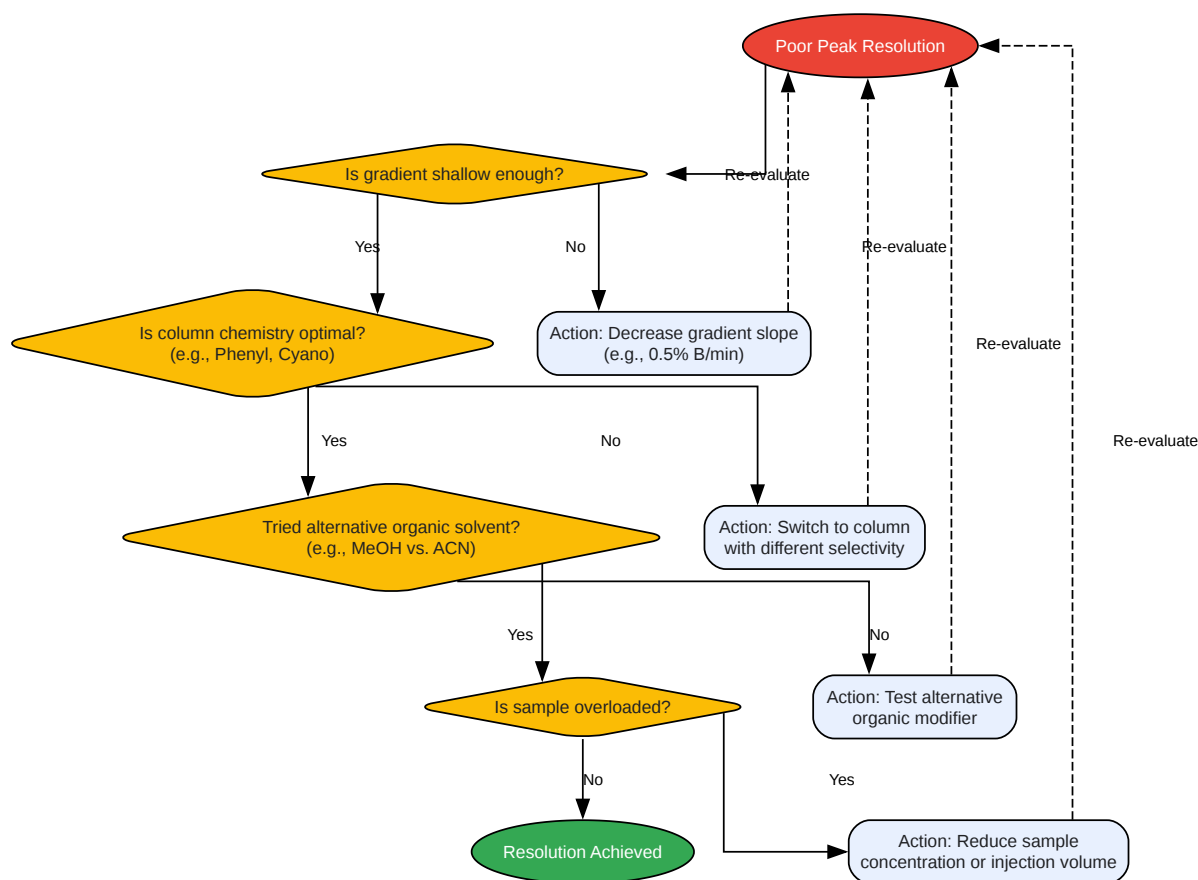 Poor Peak Resolution
Is gradient shallow enough?
Re-evaluate
Yes
No
Re-evaluate
Is column chemistry optimal?
(e.g., Phenyl, Cyano)
Action: Decrease gradient slope
(e.g., 0.5% B/min)
Re-evaluate
Yes
No
Re-evaluate
Tried alternative organic solvent?
(e.g., MeOH vs. ACN)
Action: Switch to column
with different selectivity
Yes
No
Is sample overloaded?
Action: Test alternative
organic modifier
No
Yes
Resolution Achieved
Action: Reduce sample
concentration or injection volume